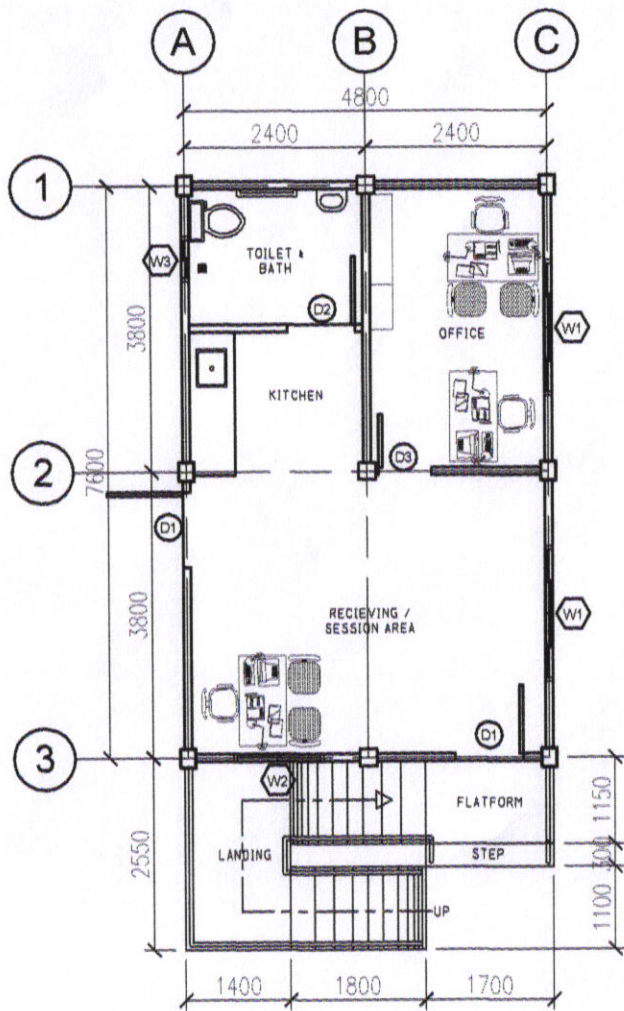 A
B
C
4800
2400
2400
1
W3
TOILET &
BATH
D2
OFFICE
W1
3800
KITCHEN
2
7600
D3
D1
3800
RECIEVING /
SESSION AREA
W1
D1
3
W2
FLATFORM
1150
2550
LANDING
STEP
300
UP
1100
1400
1800
1700